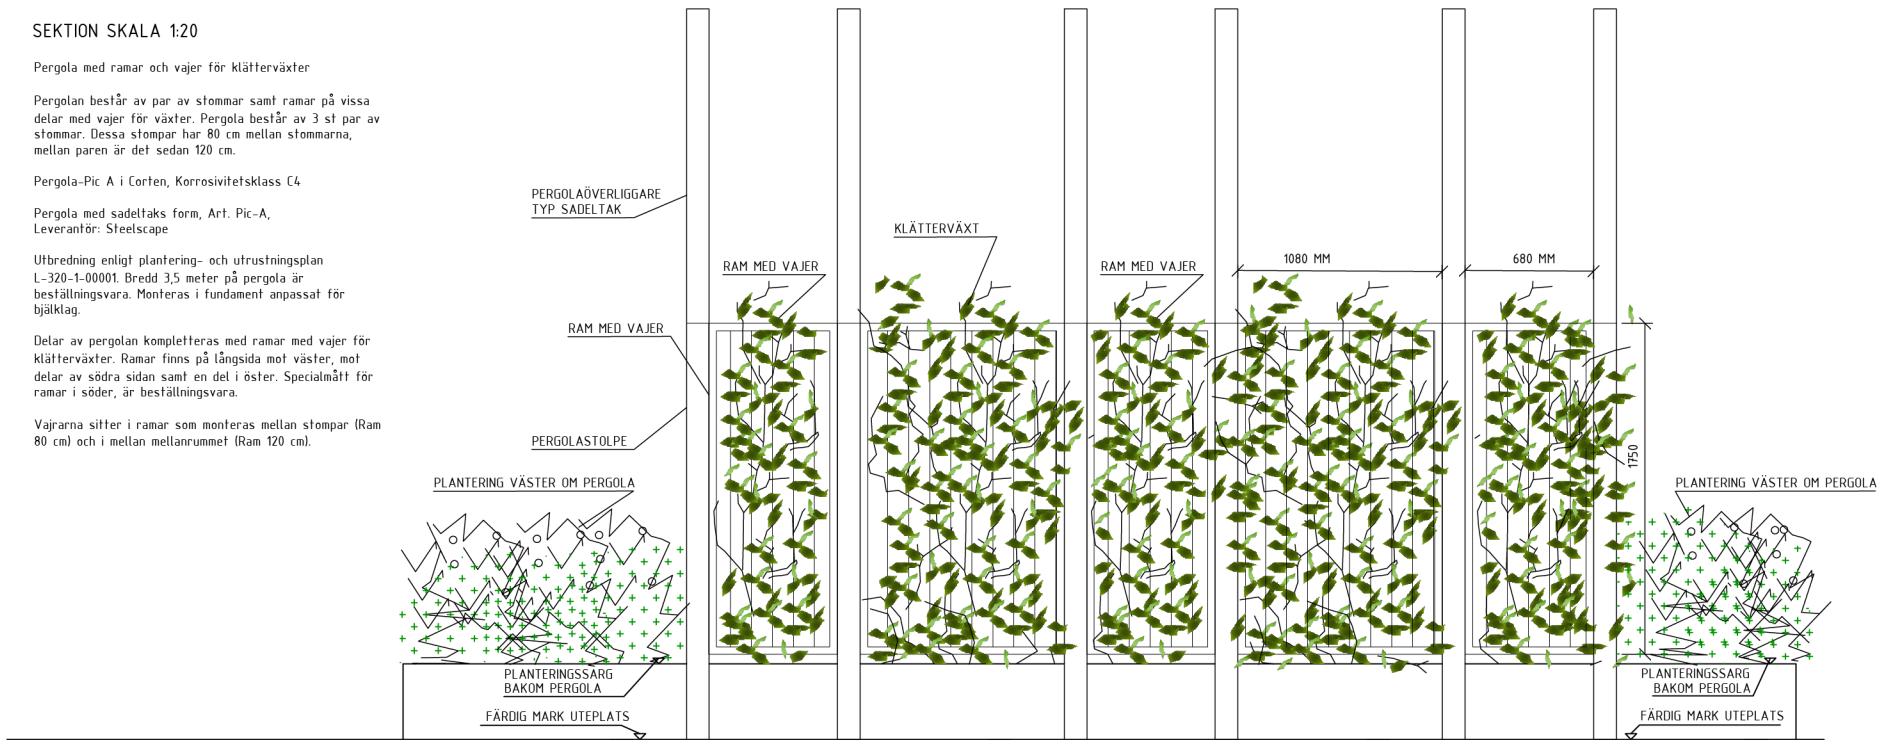 SEKTION SKALA 1:20
Pergola med ramar och vajer för klätterväxter
Pergolan består av par av stommar samt ramar på vissa
delar med vajer för växter. Pergola består av 3 st par av
stommar. Dessa stompar har 80 cm mellan stommarna,
mellan paren är det sedan 120 cm.
Pergola-Pic A i Corten, Korrosivitetsklass C4
Pergola med sadeltaks form, Art. Pic-A,
Leverantör: Steelscape
Utbredning enligt plantering- och utrustningsplan
L-320-1-00001. Bredd 3,5 meter på pergola är
beställningsvara. Monteras i fundament anpassat för
bjälklag.
Delar av pergolan kompletteras med ramar med vajer för
klätterväxter. Ramar finns på långsida mot väster, mot
delar av södra sidan samt en del i öster. Specialmått för
ramar i söder, är beställningsvara.
Vajrarna sitter i ramar som monteras mellan stompar (Ram
80 cm) och i mellan mellanrummet (Ram 120 cm).
PERGOLAÖVERLIGGARE
TYP SADELTAK
KLÄTTERVÄXT
RAM MED VAJER
RAM MED VAJER
1080 MM
680 MM
RAM MED VAJER
PERGOLASTOLPE
1750
PLANTERING VÄSTER OM PERGOLA
PLANTERING VÄSTER OM PERGOLA
PLANTERINGSSARG
BAKOM PERGOLA
PLANTERINGSSARG
BAKOM PERGOLA
FÄRDIG MARK UTEPLATS
FÄRDIG MARK UTEPLATS